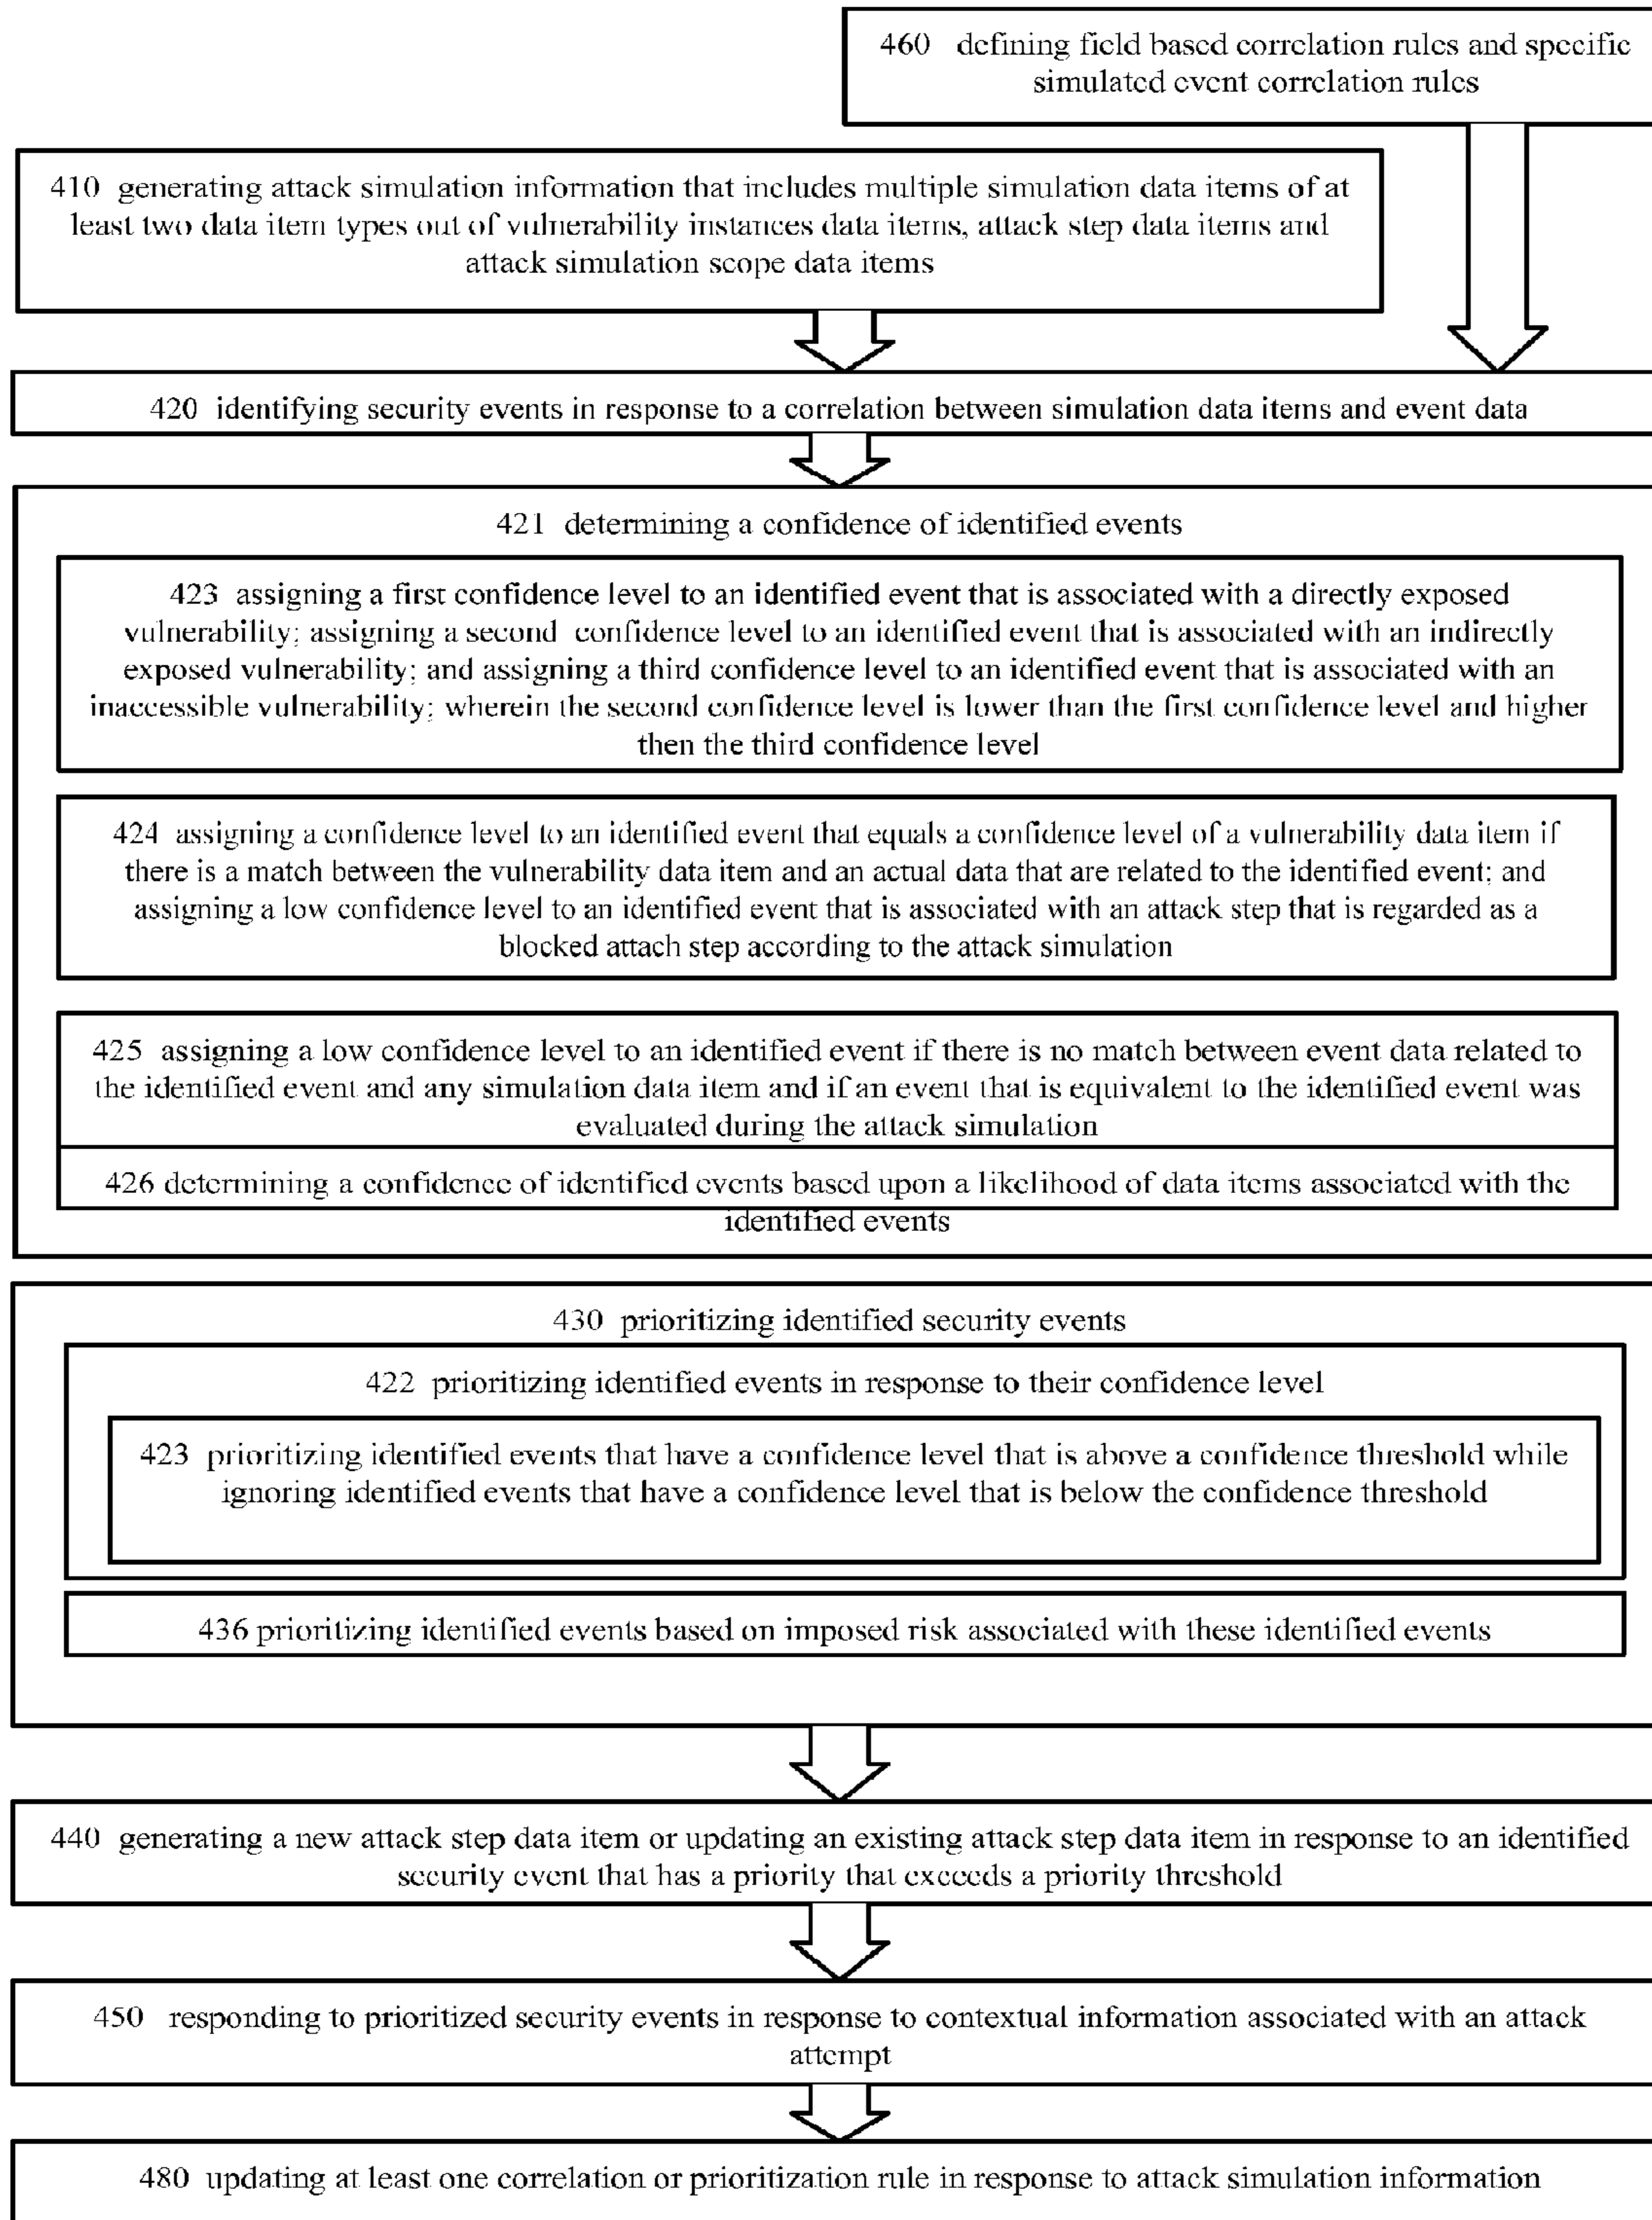 460 defining field based correlation rules and specific
simulated event correlation rules
410 generating attack simulation information that includes multiple simulation data items of at
least two data item types out of vulnerability instances data items, attack step data items and
attack simulation scope data items
420 identifying security events in response to a correlation between simulation data items and event data
421 determining a confidence of identified events
423 assigning a first confidence level to an identified event that is associated with a directly exposed
vulnerability; assigning a second confidence level to an identified event that is associated with an indirectly
exposed vulnerability; and assigning a third confidence level to an identified event that is associated with an
inaccessible vulnerability; wherein the second confidence level is lower than the first confidence level and higher
then the third confidence level
424 assigning a confidence level to an identified event that equals a confidence level of a vulnerability data item if
there is a match between the vulnerability data item and an actual data that are related to the identified event; and
assigning a low confidence level to an identified event that is associated with an attack step that is regarded as a
blocked attach step according to the attack simulation
425 assigning a low confidence level to an identified event if there is no match between event data related to
the identified event and any simulation data item and if an event that is equivalent to the identified event was
evaluated during the attack simulation
426 determining a confidence of identified events based upon a likelihood of data items associated with the
identified events
430 prioritizing identified security events
422 prioritizing identified events in response to their confidence level
423 prioritizing identified events that have a confidence level that is above a confidence threshold while
ignoring identified events that have a confidence level that is below the confidence threshold
436 prioritizing identified events based on imposed risk associated with these identified events
440 generating a new attack step data item or updating an existing attack step data item in response to an identified
security event that has a priority that exceeds a priority threshold
450 responding to prioritized security events in response to contextual information associated with an attack
attempt
480 updating at least one correlation or prioritization rule in response to attack simulation information